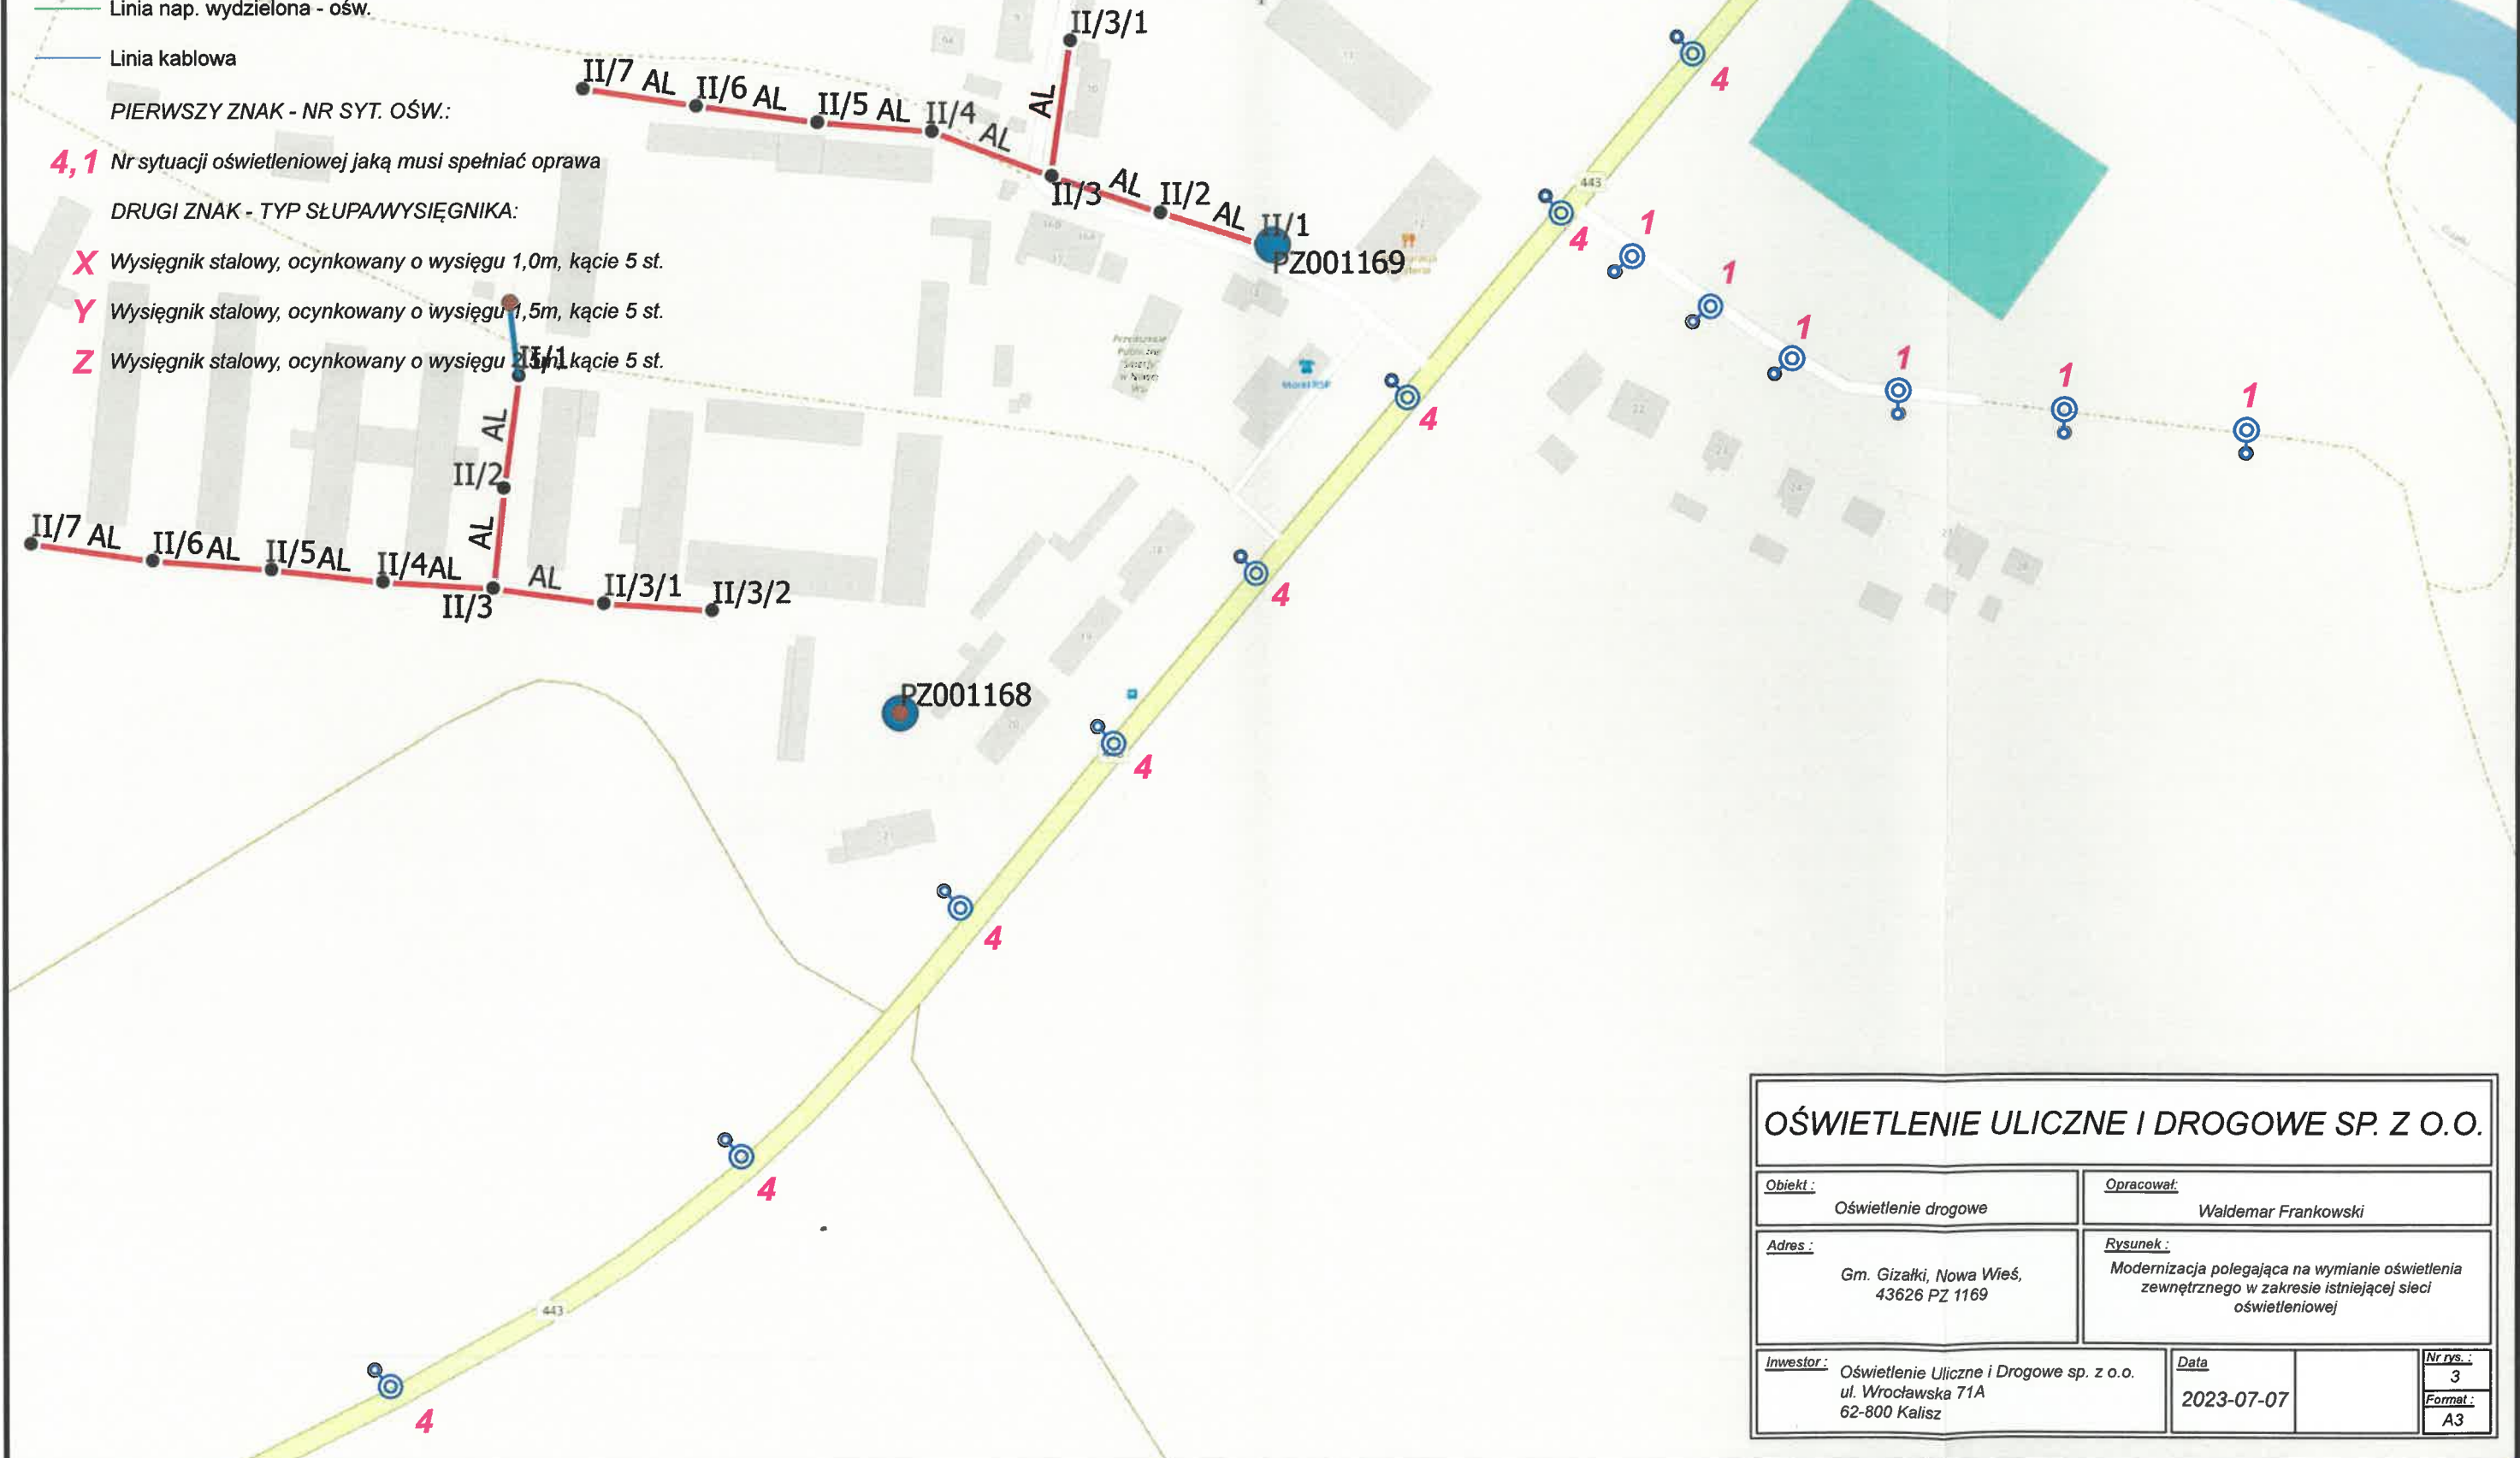 Linia nap. wydzielona - ośw.
Linia kablowa
PIERWSZY ZNAK - NR SYT. OŚW.:
4,1 Nr sytuacji oświetleniowej jaką musi spełniać oprawa
DRUGI ZNAK - TYP SŁUPA/WYSIĘGNIKA:
X Wysięgnik stalowy, ocynkowany o wysięgu 1,0m, kącie 5 st.
Y Wysięgnik stalowy, ocynkowany o wysięgu 1,5m, kącie 5 st.
Z Wysięgnik stalowy, ocynkowany o wysięgu 2,5m, kącie 5 st.
II/3/1
AL
II/7 AL II/6 AL II/5 AL II/4 AL
II/3 AL II/2 AL II/1
PZ001169
II/1
AL
II/2
AL
II/7 AL II/6 AL II/5 AL II/4 AL
II/3
AL II/3/1 II/3/2
PZ001168
4
443
4
1
1
1
1
1
1
4
4
4
4
4
443
4
OŚWIETLENIE ULICZNE I DROGOWE SP. Z O.O.
Obiekt :
Oświetlenie drogowe
Opracował:
Waldemar Frankowski
Adres :
Gm. Gizałki, Nowa Wieś,
43626 PZ 1169
Rysunek :
Modernizacja polegająca na wymianie oświetlenia
zewnętrznego w zakresie istniejącej sieci
oświetleniowej
Inwestor :
Oświetlenie Uliczne i Drogowe sp. z o.o.
ul. Wrocławska 71A
62-800 Kalisz
Data
2023-07-07
Nr rys. :
3
Format :
A3